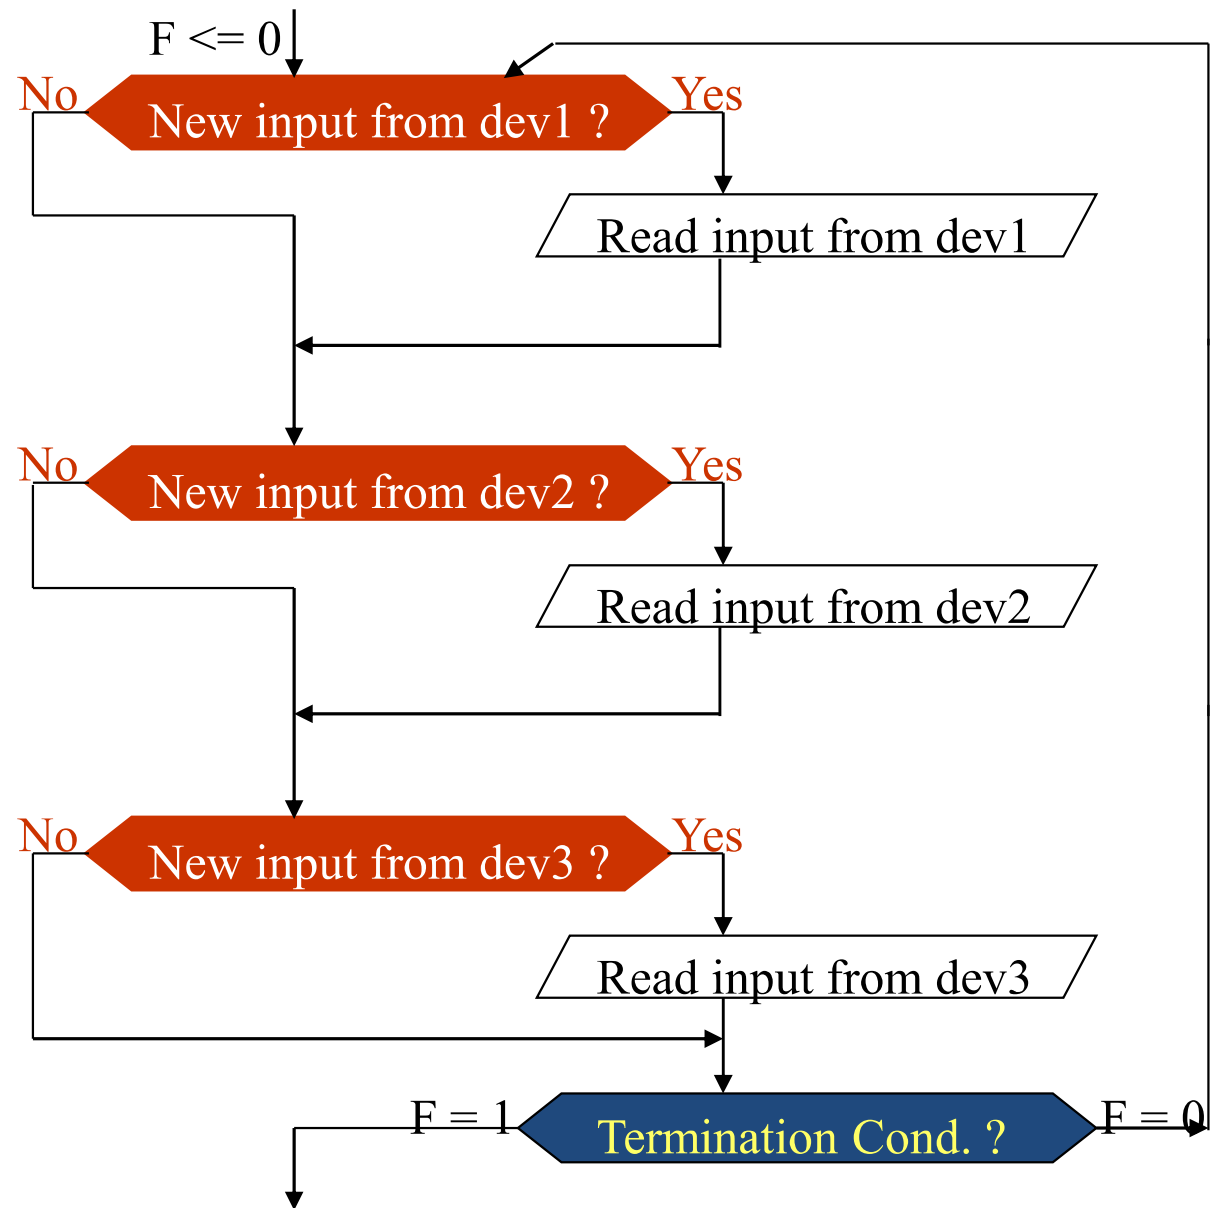 F <= 0
No
New input from dev1 ?
Yes
Read input from dev1
No
New input from dev2 ?
Yes
Read input from dev2
No
New input from dev3 ?
Yes
Read input from dev3
F = 1
Termination Cond. ?
F = 0